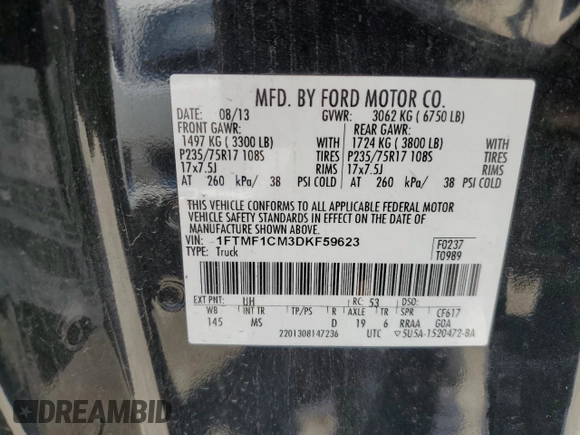 MFD. BY FORD MOTOR CO.
DATE: 08/13 GVWR: 3062 KG ( 6750 LB)
FRONT GAWR: REAR GAWR:
1497 KG ( 3300 LB) 1724 KG ( 3800 LB)
P235/75R17 108S TIRES P235/75R17 108S TIRES
17x7.5J RIMS 17x7.5J RIMS
AT 260 kPa/ 38 PSI COLD AT 260 kPa/ 38 PSI COLD
THIS VEHICLE CONFORMS TO ALL APPLICABLE FEDERAL MOTOR
VEHICLE SAFETY STANDARDS IN EFFECT ON THE DATE OF
MANUFACTURE SHOWN ABOVE.
VIN: 1FTMF1CM3DKF59623 F0237
TYPE: Truck T0989
EXT PNT: UH RC: 53 DSO:
WB INT TR TP/PS R AXLE TR SPR CF617
145 MS D 19 6 RRAA GOA
2201308147236 UTC ▽5U5A-1520472-BA
DREAMBID